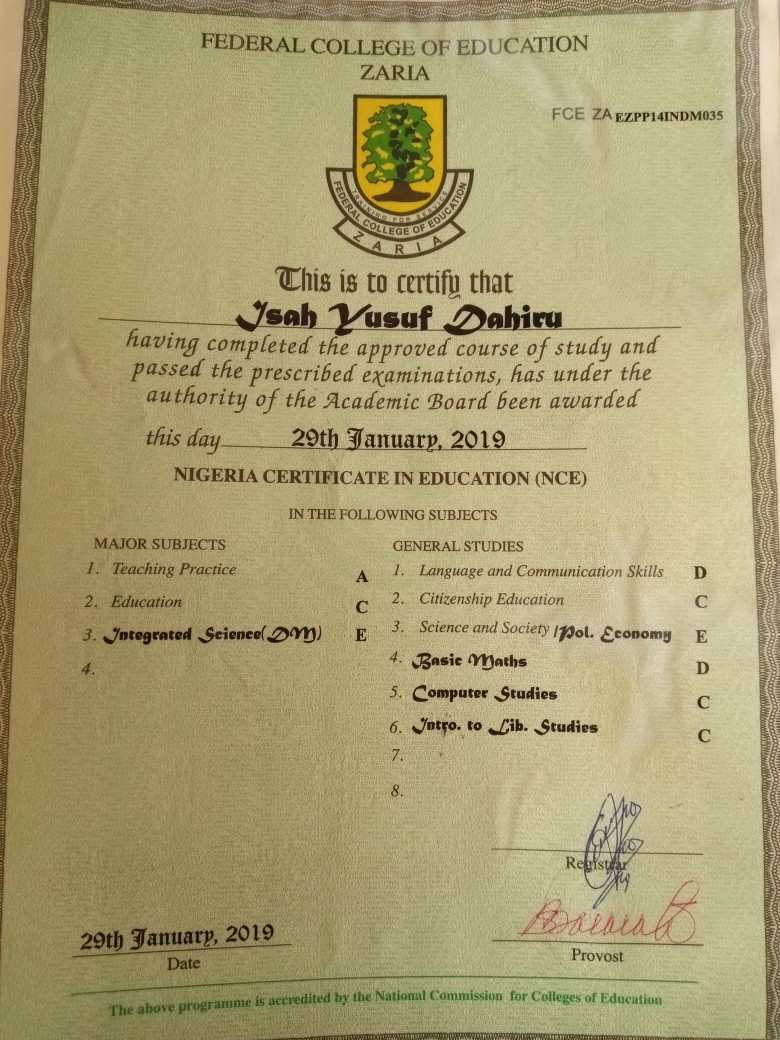 FEDERAL COLLEGE OF EDUCATION
ZARIA
FCE ZA EZPP14INDM035
TRAINING FOR SERVICE
FEDERAL COLLEGE OF EDUCATION
ZARIA
This is to certify that
Isah Yusuf Dahiru
having completed the approved course of study and
passed the prescribed examinations, has under the
authority of the Academic Board been awarded
this day 29th January, 2019
NIGERIA CERTIFICATE IN EDUCATION (NCE)
IN THE FOLLOWING SUBJECTS
MAJOR SUBJECTS
1. Teaching Practice A
2. Education C
3. Integrated Science(DM) E
4.
GENERAL STUDIES
1. Language and Communication Skills D
2. Citizenship Education C
3. Science and Society /Pol. Economy E
4. Basic Maths D
5. Computer Studies C
6. Intro. to Lib. Studies C
7.
8.
Registrar
29th January, 2019
Date
Provost
The above programme is accredited by the National Commission for Colleges of Education